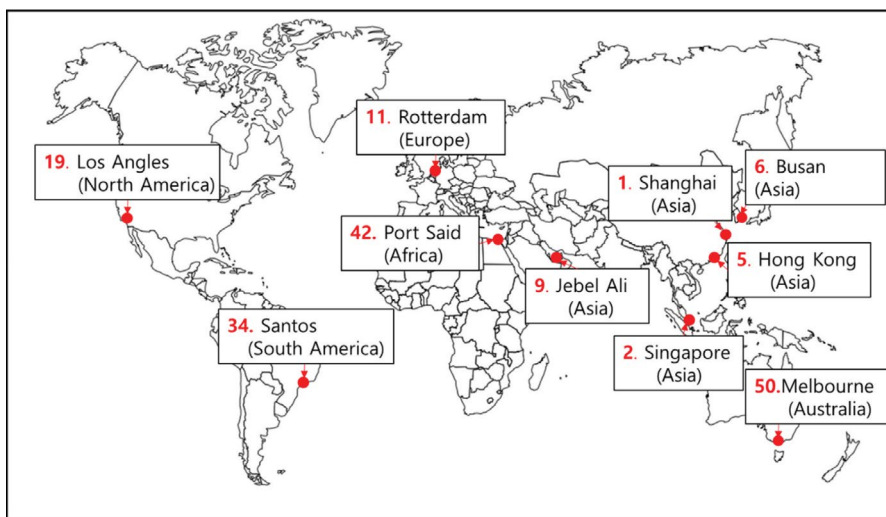 11. Rotterdam
(Europe)
19. Los Angles
(North America)
1. Shanghai
(Asia)
6. Busan
(Asia)
42. Port Said
(Africa)
5. Hong Kong
(Asia)
9. Jebel Ali
(Asia)
34. Santos
(South America)
2. Singapore
(Asia)
50.Melbourne
(Australia)